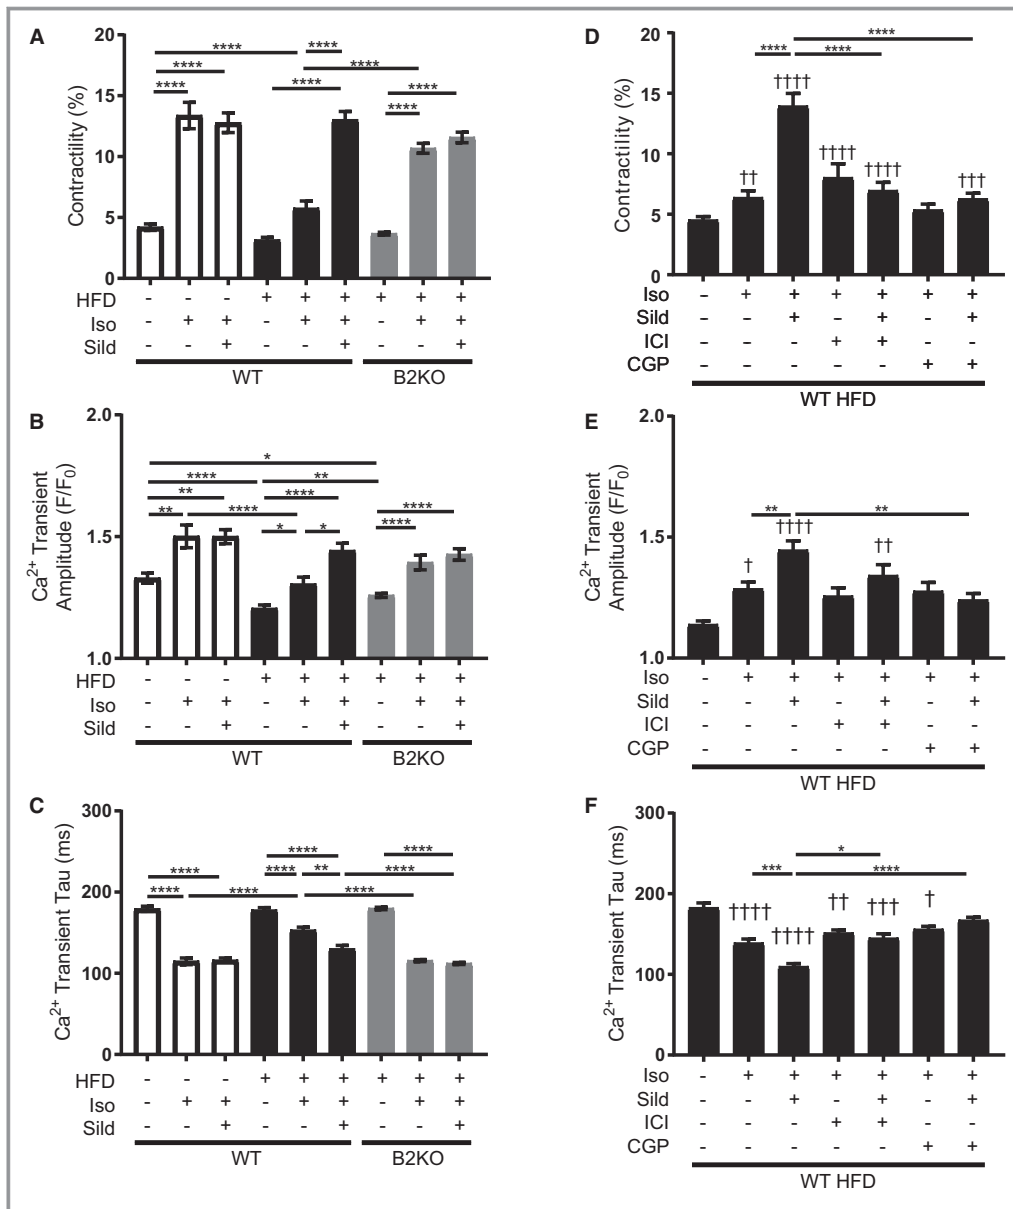 A
20
15
10
5
0
Contractility (%)
**** **** **** **** **** **** **** ****
HFD - - - + + + + + +
Iso - + + - + + - + +
Sild - - + - - + - - +
WT B2KO
B
2.0
1.5
1.0
Ca2+ Transient
Amplitude (F/F0)
*
**** **
** **** ****
** **** * * ****
HFD - - - + + + + + +
Iso - + + - + + - + +
Sild - - + - - + - - +
WT B2KO
C
300
200
100
0
Ca2+ Transient Tau (ms)
**** ****
**** **** ** ****
**** **** ****
HFD - - - + + + + + +
Iso - + + - + + - + +
Sild - - + - - + - - +
WT B2KO
D
20
15
10
5
0
Contractility (%)
****
**** ****
†† †††† †††† †††† †††
Iso - + + + + + +
Sild - - + - + - +
ICI - - - + + - -
CGP - - - - - + +
WT HFD
E
2.0
1.5
1.0
Ca2+ Transient
Amplitude (F/F0)
** **
† †††† ††
Iso - + + + + + +
Sild - - + - + - +
ICI - - - + + - -
CGP - - - - - + +
WT HFD
F
300
200
100
0
Ca2+ Transient Tau (ms)
*
*** ****
†††† †††† †† ††† †
Iso - + + + + + +
Sild - - + - + - +
ICI - - - + + - -
CGP - - - - - + +
WT HFD